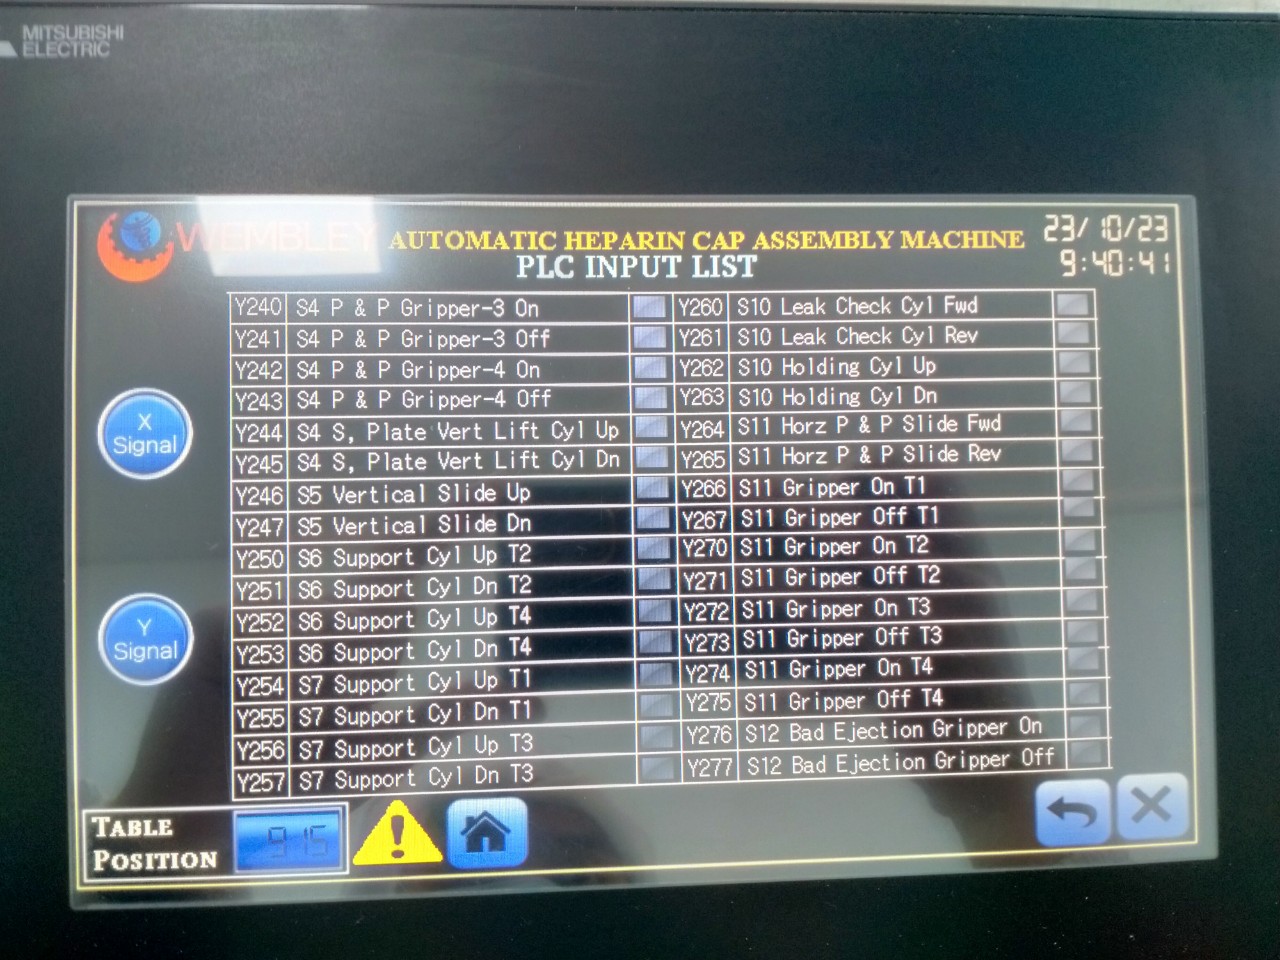 MITSUBISHI
ELECTRIC
WEMBLEY
AUTOMATIC HEPARIN CAP ASSEMBLY MACHINE
PLC INPUT LIST
23/10/23
9:40:41
Y240 S4 P & P Gripper-3 On Y260 S10 Leak Check Cyl Fwd
Y241 S4 P & P Gripper-3 Off Y261 S10 Leak Check Cyl Rev
Y242 S4 P & P Gripper-4 On Y262 S10 Holding Cyl Up
Y243 S4 P & P Gripper-4 Off Y263 S10 Holding Cyl Dn
Y244 S4 S, Plate Vert Lift Cyl Up Y264 S11 Horz P & P Slide Fwd
Y245 S4 S, Plate Vert Lift Cyl Dn Y265 S11 Horz P & P Slide Rev
Y246 S5 Vertical Slide Up Y266 S11 Gripper On T1
Y247 S5 Vertical Slide Dn Y267 S11 Gripper Off T1
Y250 S6 Support Cyl Up T2 Y270 S11 Gripper On T2
Y251 S6 Support Cyl Dn T2 Y271 S11 Gripper Off T2
Y252 S6 Support Cyl Up T4 Y272 S11 Gripper On T3
Y253 S6 Support Cyl Dn T4 Y273 S11 Gripper Off T3
Y254 S7 Support Cyl Up T1 Y274 S11 Gripper On T4
Y255 S7 Support Cyl Dn T1 Y275 S11 Gripper Off T4
Y256 S7 Support Cyl Up T3 Y276 S12 Bad Ejection Gripper On
Y257 S7 Support Cyl Dn T3 Y277 S12 Bad Ejection Gripper Off
X
Signal
Y
Signal
TABLE
POSITION
915